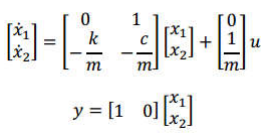 [ẋ₁; ẋ₂] = [0 1; -k/m -c/m] [x₁; x₂] + [0; 1/m] u
y = [1 0] [x₁; x₂]